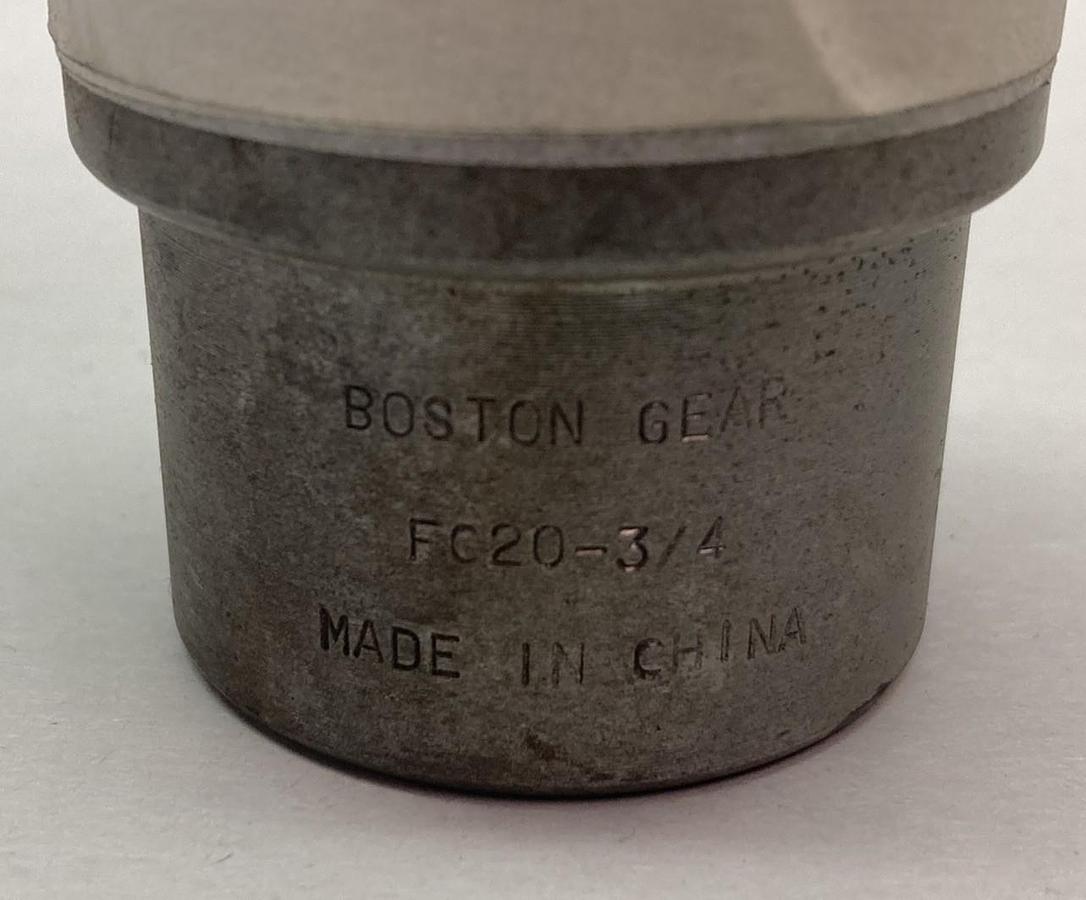 BOSTON GEAR
FC20-3/4
MADE IN CHINA